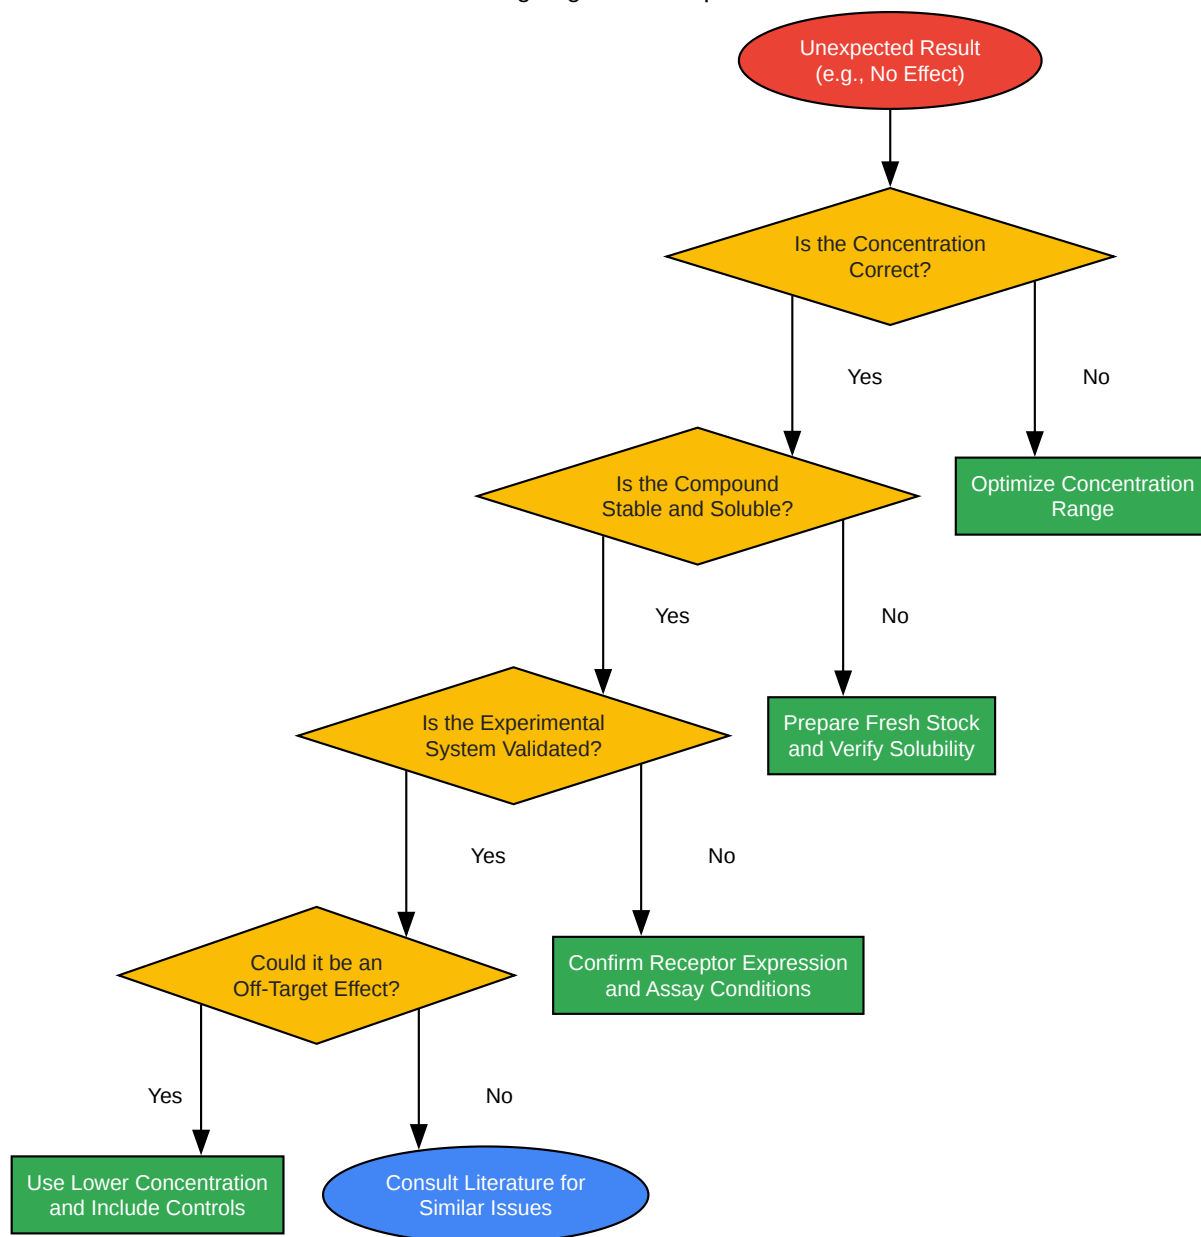 Unexpected Result
(e.g., No Effect)
Is the Concentration
Correct?
Yes
No
Is the Compound
Stable and Soluble?
Optimize Concentration
Range
Yes
No
Is the Experimental
System Validated?
Prepare Fresh Stock
and Verify Solubility
Yes
No
Could it be an
Off-Target Effect?
Confirm Receptor Expression
and Assay Conditions
Yes
No
Use Lower Concentration
and Include Controls
Consult Literature for
Similar Issues